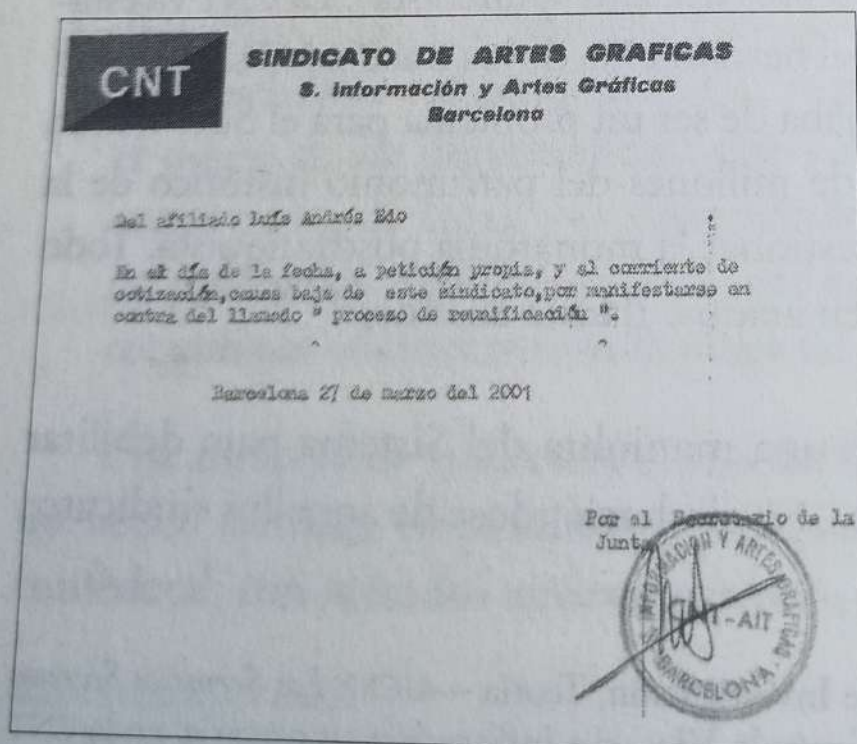 CNT
SINDICATO DE ARTES GRAFICAS
S. Información y Artes Gráficas
Barcelona
Del afiliado Luís Andrés Edo
En el día de la fecha, a petición propia, y al corriente de
cotización,causa baja de este sindicato,por manifestarse en
contra del llamado " proceso de reunificación ".
Barcelona 27 de marzo del 2001
Por el Secretario de la
Junta
S. INFORMACION Y ARTES GRAFICAS
CNT-AIT
BARCELONA